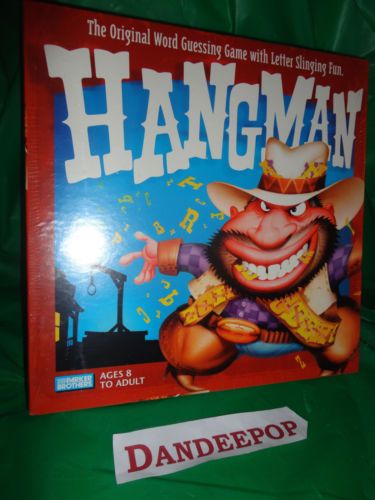 The Original Word Guessing Game with Letter Slinging Fun.
HANGMAN
R
PARKER
BROTHERS
AGES 8
TO ADULT
DANDEEPOP